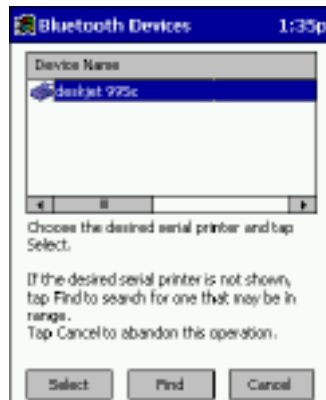 Bluetooth Devices 1:35p
Device Name
deskjet 995c
Choose the desired serial printer and tap
Select.
If the desired serial printer is not shown,
tap Find to search for one that may be in
range.
Tap Cancel to abandon this operation.
Select Find Cancel